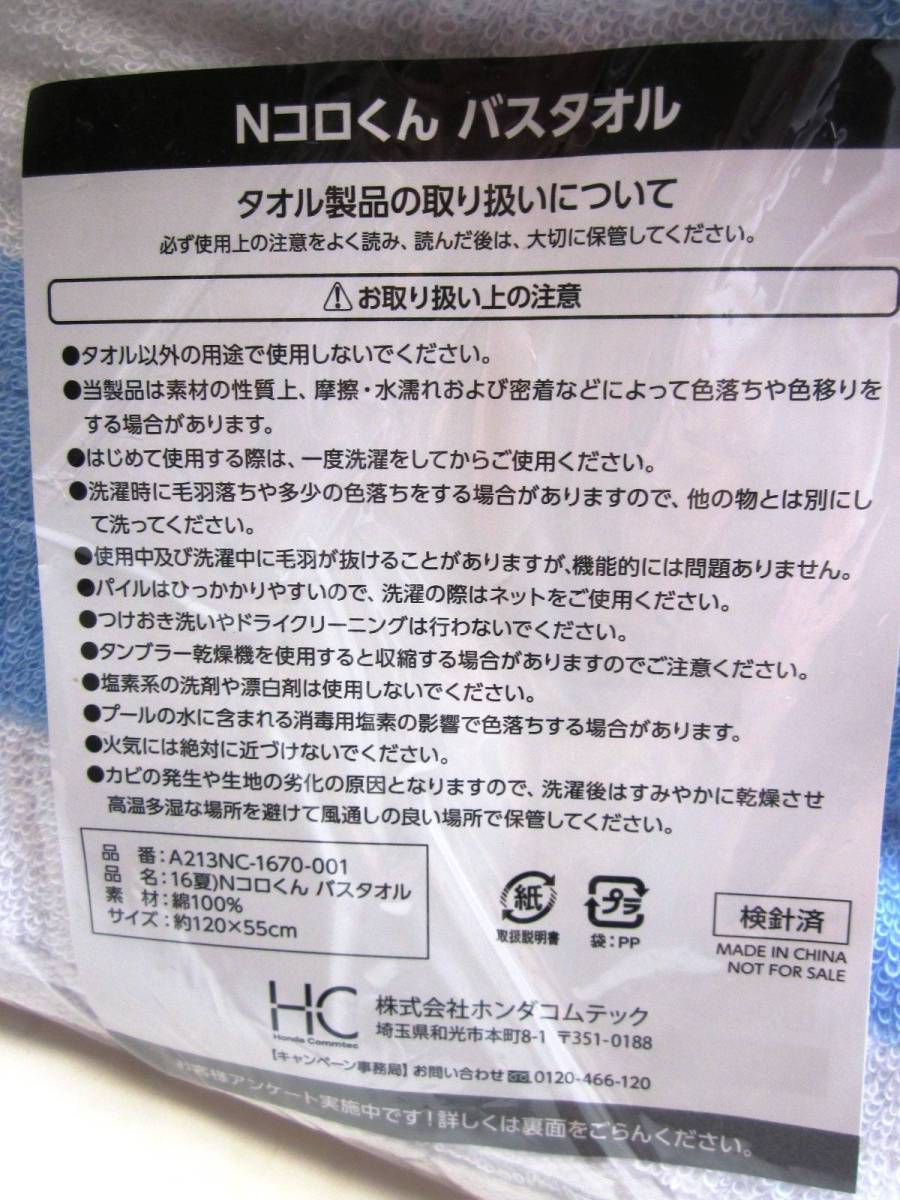 Nコロくん バスタオル
タオル製品の取り扱いについて
必ず使用上の注意をよく読み、読んだ後は、大切に保管してください。
お取り扱い上の注意
●タオル以外の用途で使用しないでください。
●当製品は素材の性質上、摩擦・水濡れおよび密着などによって色落ちや色移りを
する場合があります。
●はじめて使用する際は、一度洗濯をしてからご使用ください。
●洗濯時に毛羽落ちや多少の色落ちをする場合がありますので、他の物とは別にし
て洗ってください。
●使用中及び洗濯中に毛羽が抜けることがありますが、機能的には問題ありません。
●パイルはひっかかりやすいので、洗濯の際はネットをご使用ください。
●つけおき洗いやドライクリーニングは行わないでください。
●タンブラー乾燥機を使用すると収縮する場合がありますのでご注意ください。
●塩素系の洗剤や漂白剤は使用しないでください。
●プールの水に含まれる消毒用塩素の影響で色落ちする場合があります。
●火気には絶対に近づけないでください。
●カビの発生や生地の劣化の原因となりますので、洗濯後はすみやかに乾燥させ
高温多湿な場所を避けて風通しの良い場所で保管してください。
品 番:A213NC-1670-001
品 名:16夏)Nコロくん バスタオル
素 材:綿100%
サイズ:約120×55cm
紙
取扱説明書
プラ
袋:PP
検針済
MADE IN CHINA
NOT FOR SALE
HC
Honda Commtec
株式会社ホンダコムテック
埼玉県和光市本町8-1 〒351-0188
【キャンペーン事務局】お問い合わせ 0120-466-120
お客様アンケート実施中です!詳しくは裏面をごらんください。